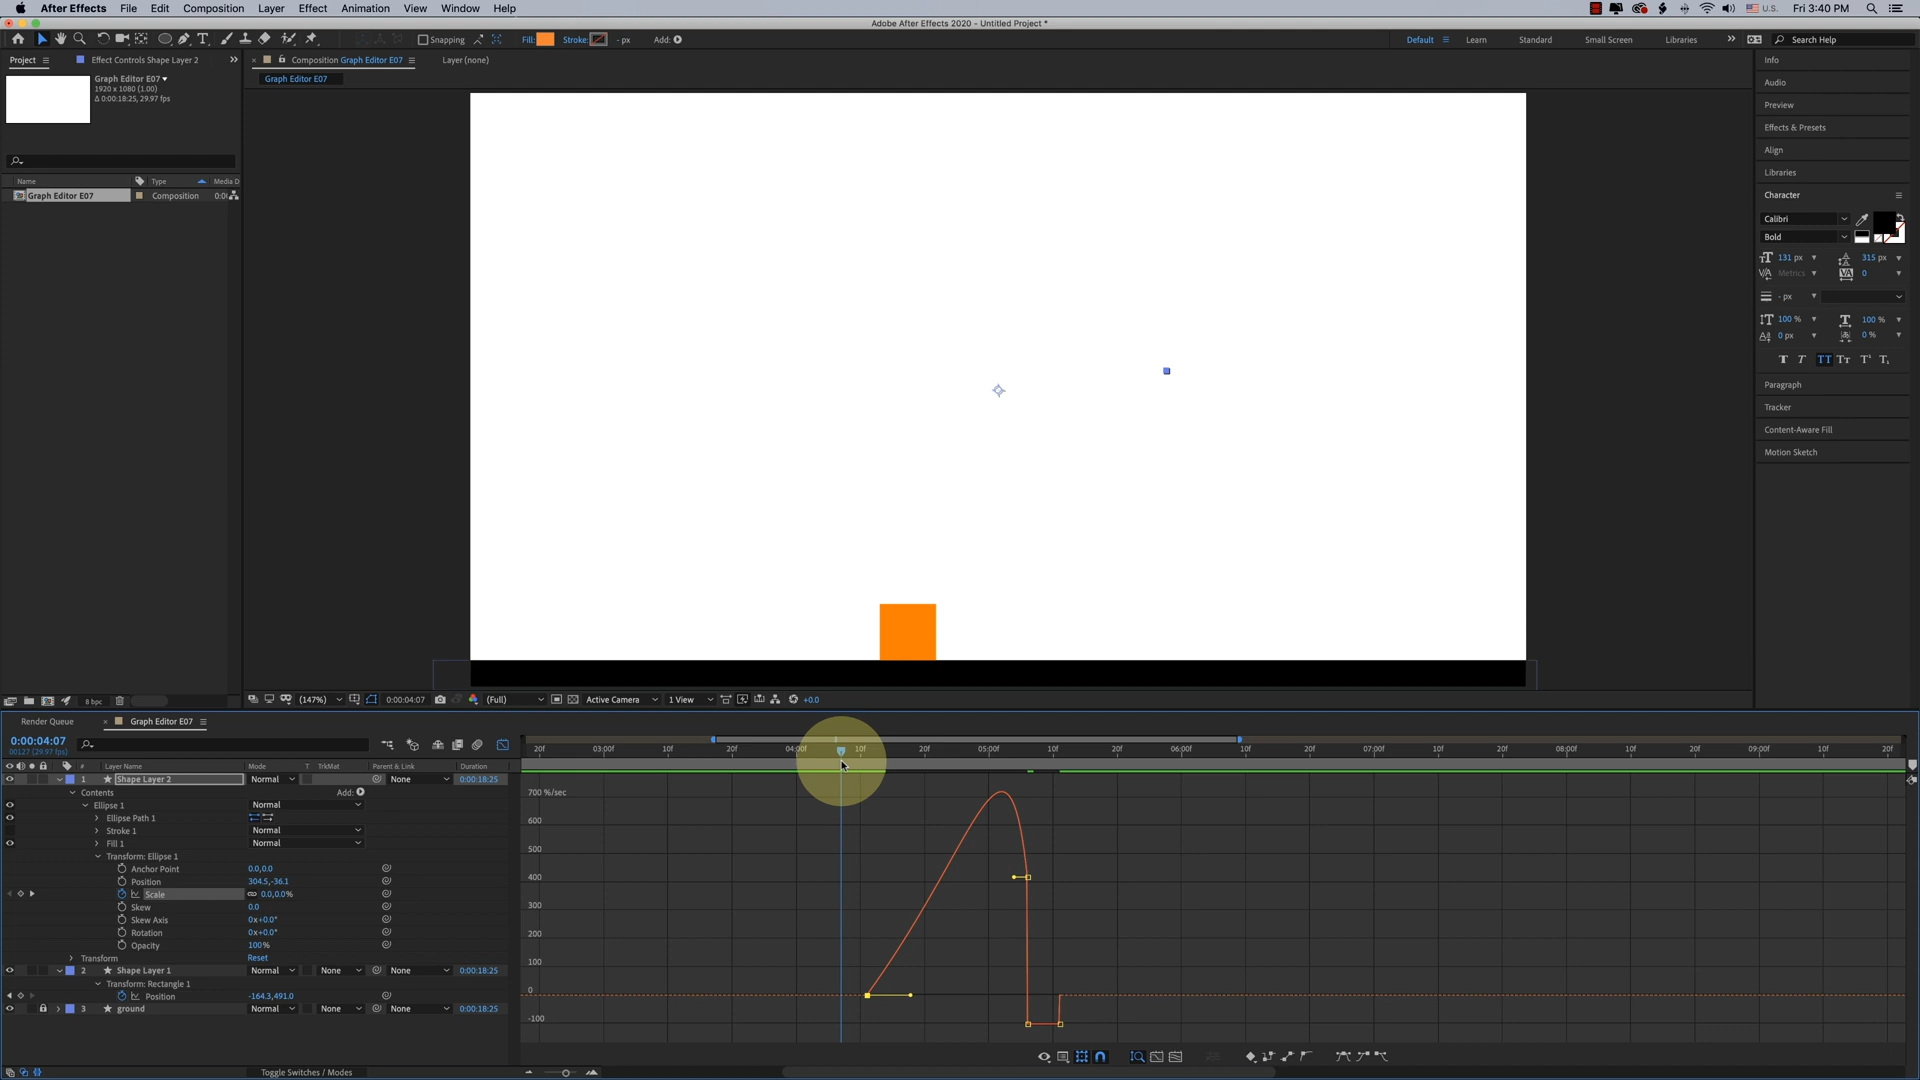 After Effects File Edit Composition Layer Effect Animation View Window Help U.S. Fri 3:40 PM
Adobe After Effects 2020 - Untitled Project *
Snapping Fill: Stroke: - px Add: Default Learn Standard Small Screen Libraries Search Help
Project Effect Controls Shape Layer 2 Composition Graph Editor E07 Layer (none) Info
Graph Editor E07
Graph Editor E07
1920 x 1080 (1.00)
Δ 0:00:18:25, 29.97 fps
Audio
Preview
Effects & Presets
Align
Libraries
Name Type Media D
Graph Editor E07 Composition 0:0
Character
Calibri
Bold
131 px 315 px
Metrics 0
- px
100 % 100 %
0 px 0 %
Paragraph
Tracker
Content-Aware Fill
Motion Sketch
8 bpc (147%) 0:00:04:07 (Full) Active Camera 1 View +0.0
Render Queue Graph Editor E07
0:00:04:07
00127 (29.97 fps)
20f 03:00f 10f 20f 04:00f 10f 20f 05:00f 10f 20f 06:00f 10f 20f 07:00f 10f 20f 08:00f 10f 20f 09:00f 10f 20f
# Layer Name Mode T TrkMat Parent & Link Duration
1 Shape Layer 2 Normal None 0:00:18:25
Contents Add:
Ellipse 1 Normal
Ellipse Path 1
Stroke 1 Normal
Fill 1 Normal
Transform: Ellipse 1
Anchor Point 0.0,0.0
Position 304.5,-36.1
Scale 0.0,0.0%
Skew 0.0
Skew Axis 0x+0.0°
Rotation 0x+0.0°
Opacity 100%
Transform Reset
2 Shape Layer 1 Normal None None 0:00:18:25
Transform: Rectangle 1
Position -164.3,491.0
3 ground Normal None None 0:00:18:25
700 %/sec
600
500
400
300
200
100
0
-100
Toggle Switches / Modes